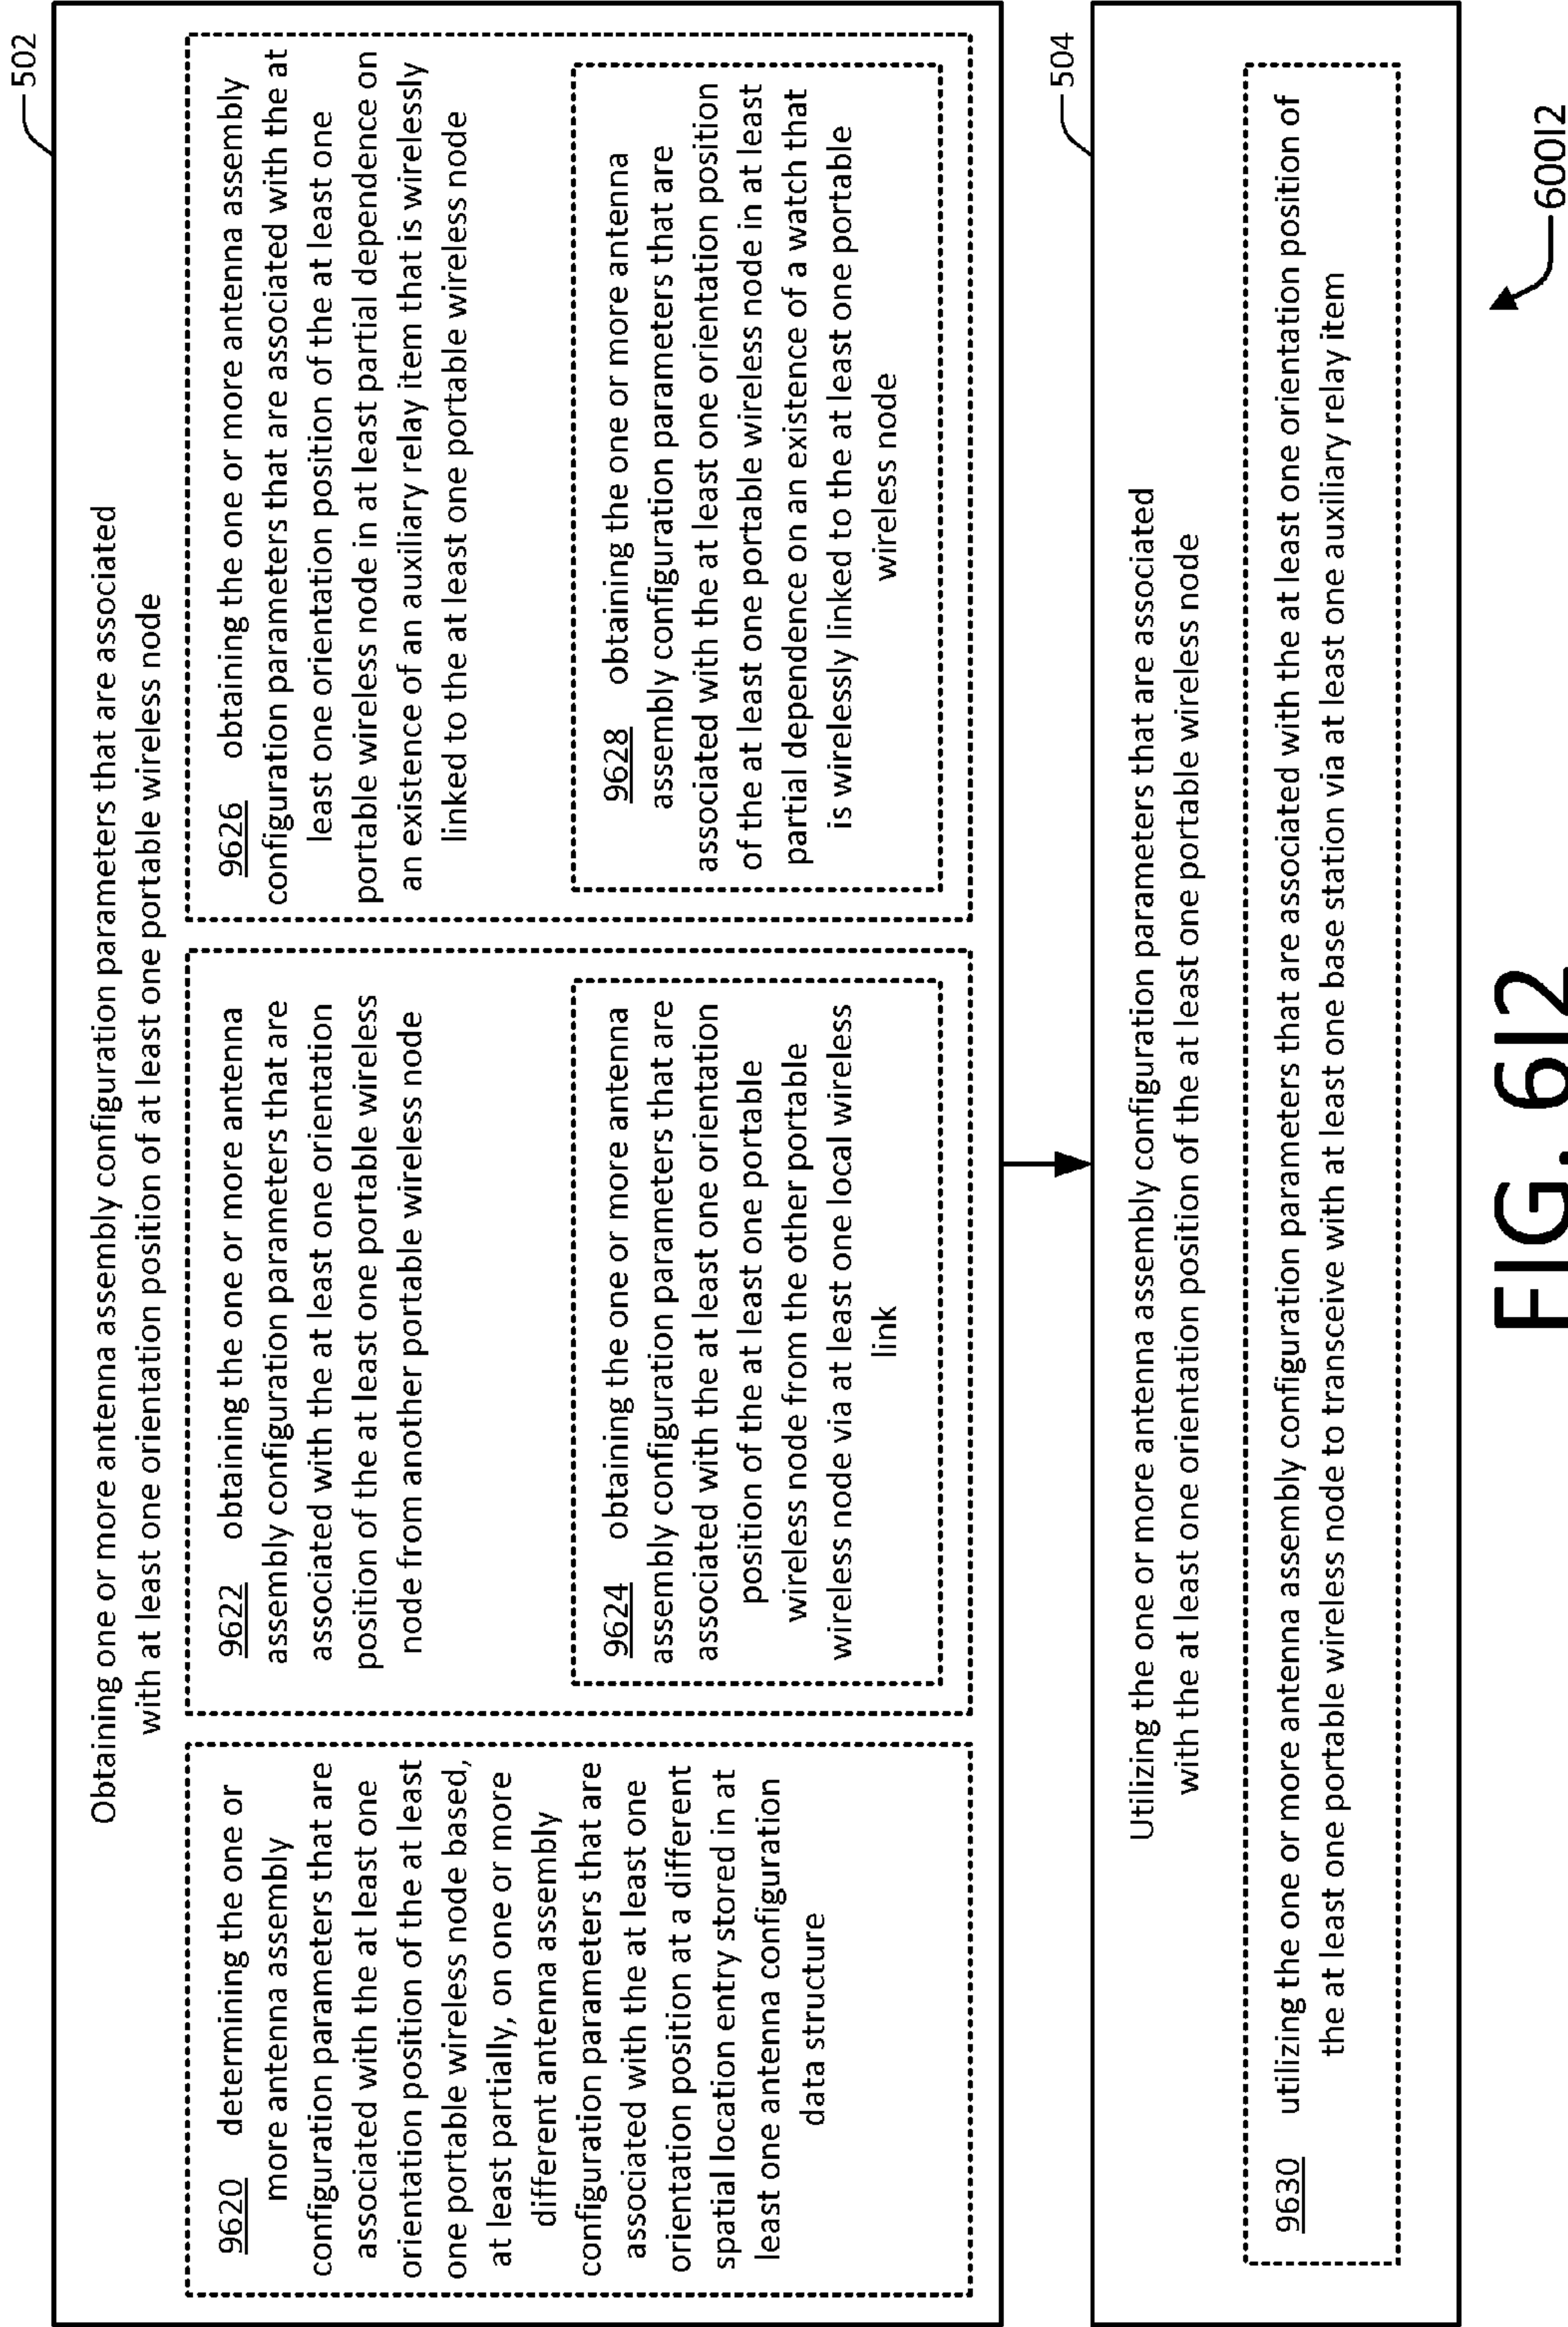 502
Obtaining one or more antenna assembly configuration parameters that are associated
with at least one orientation position of at least one portable wireless node
9620 determining the one or
more antenna assembly
configuration parameters that are
associated with the at least one
orientation position of the at least
one portable wireless node based,
at least partially, on one or more
different antenna assembly
configuration parameters that are
associated with the at least one
orientation position at a different
spatial location entry stored in at
least one antenna configuration
data structure
9622 obtaining the one or more antenna
assembly configuration parameters that are
associated with the at least one orientation
position of the at least one portable wireless
node from another portable wireless node
9624 obtaining the one or more antenna
assembly configuration parameters that are
associated with the at least one orientation
position of the at least one portable
wireless node from the other portable
wireless node via at least one local wireless
link
9626 obtaining the one or more antenna assembly
configuration parameters that are associated with the at
least one orientation position of the at least one
portable wireless node in at least partial dependence on
an existence of an auxiliary relay item that is wirelessly
linked to the at least one portable wireless node
9628 obtaining the one or more antenna
assembly configuration parameters that are
associated with the at least one orientation position
of the at least one portable wireless node in at least
partial dependence on an existence of a watch that
is wirelessly linked to the at least one portable
wireless node
504
Utilizing the one or more antenna assembly configuration parameters that are associated
with the at least one orientation position of the at least one portable wireless node
9630 utilizing the one or more antenna assembly configuration parameters that are associated with the at least one orientation position of
the at least one portable wireless node to transceive with at least one base station via at least one auxiliary relay item
600I2
FIG. 6I2